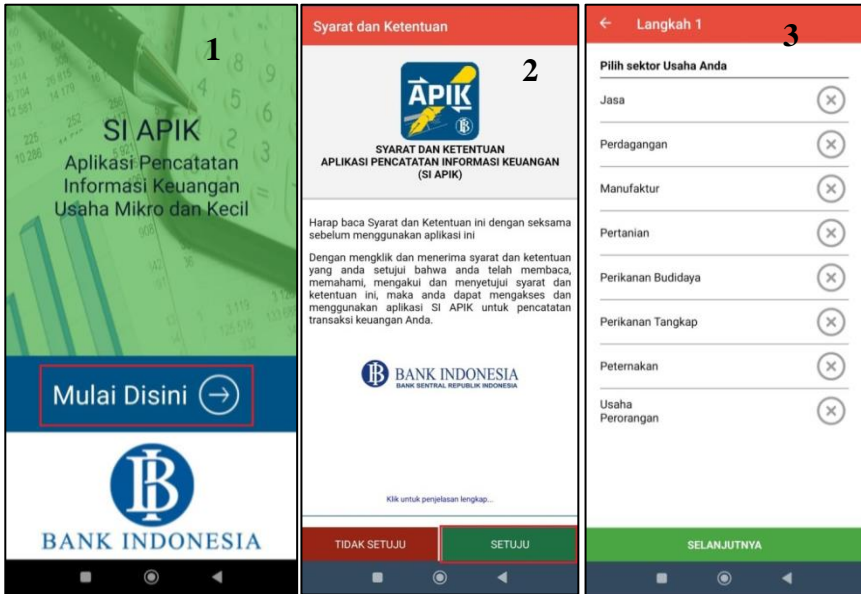 1
SI APIK
Aplikasi Pencatatan
Informasi Keuangan
Usaha Mikro dan Kecil
Mulai Disini
BANK INDONESIA
Syarat dan Ketentuan
2
APIK
SYARAT DAN KETENTUAN
APLIKASI PENCATATAN INFORMASI KEUANGAN
(SI APIK)
Harap baca Syarat dan Ketentuan ini dengan seksama
sebelum menggunakan aplikasi ini
Dengan mengklik dan menerima syarat dan ketentuan
yang anda setujui bahwa anda telah membaca,
memahami, mengakui dan menyetujui syarat dan
ketentuan ini, maka anda dapat mengakses dan
menggunakan aplikasi SI APIK untuk pencatatan
transaksi keuangan Anda.
BANK INDONESIA
BANK SENTRAL REPUBLIK INDONESIA
Klik untuk penjelasan lengkap...
TIDAK SETUJU
SETUJU
Langkah 1
3
Pilih sektor Usaha Anda
Jasa
Perdagangan
Manufaktur
Pertanian
Perikanan Budidaya
Perikanan Tangkap
Peternakan
Usaha
Perorangan
SELANJUTNYA